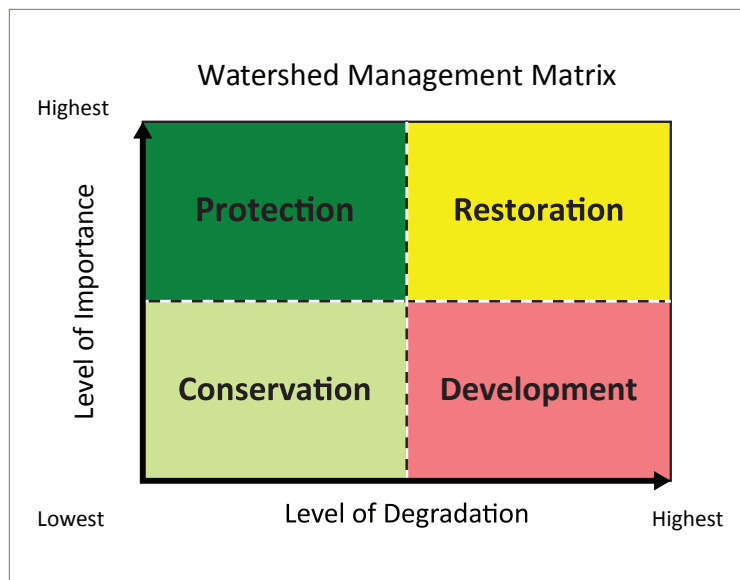 Watershed Management Matrix
Highest
Level of Importance
Protection
Restoration
Conservation
Development
Lowest
Level of Degradation
Highest